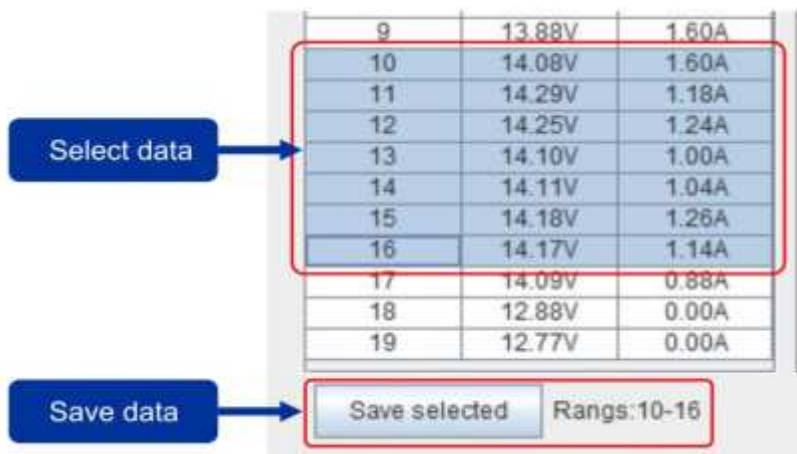 9 13.88V 1.60A
10 14.08V 1.60A
11 14.29V 1.18A
12 14.25V 1.24A
Select data
13 14.10V 1.00A
14 14.11V 1.04A
15 14.18V 1.26A
16 14.17V 1.14A
17 14.09V 0.88A
18 12.88V 0.00A
19 12.77V 0.00A
Save data
Save selected Rangs:10-16